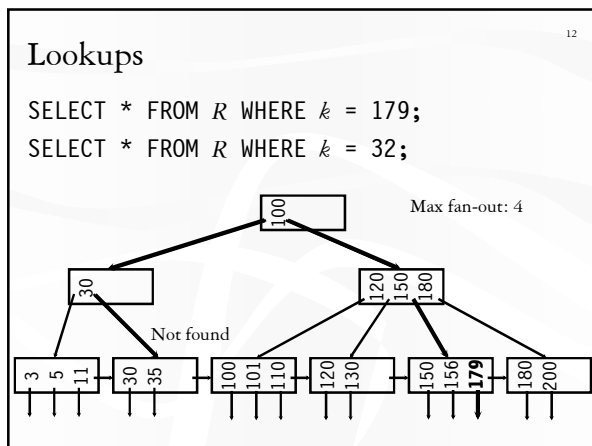 12
Lookups
SELECT * FROM R WHERE k = 179;
SELECT * FROM R WHERE k = 32;
100
Max fan-out: 4
30
120 150 180
Not found
3 5 11
30 35
100 101 110
120 130
150 156 179
180 200